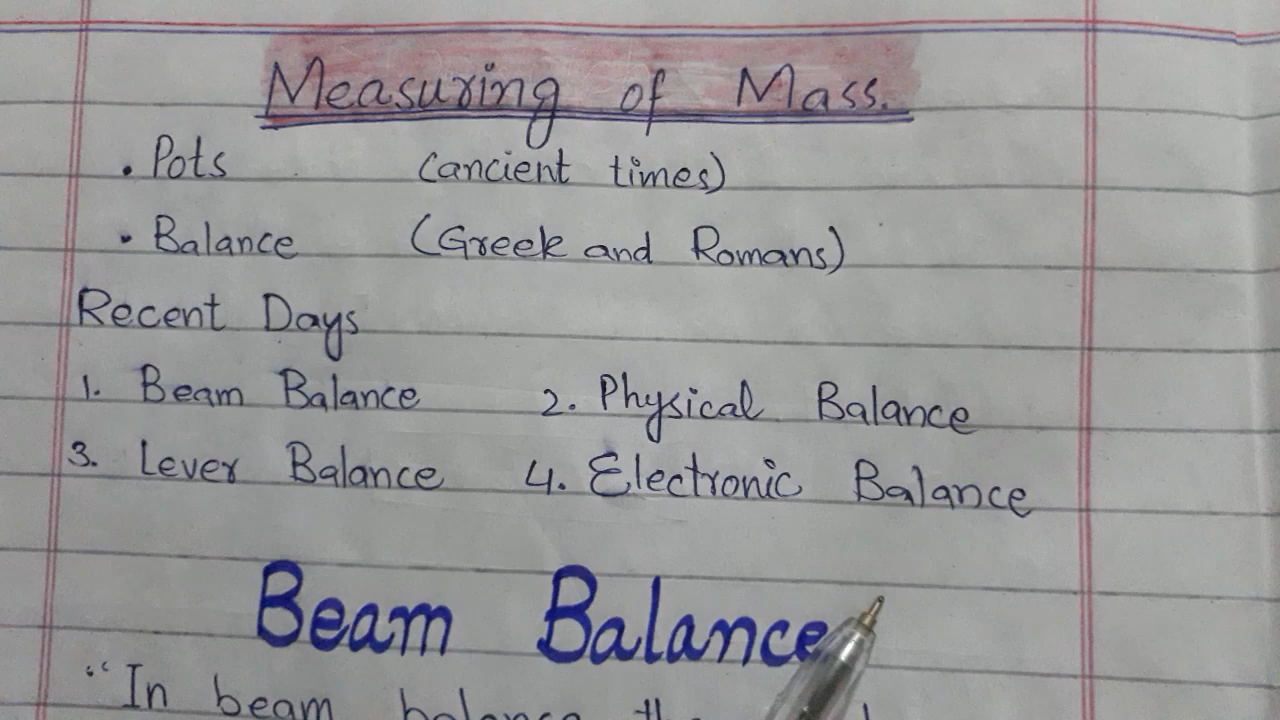 Measuring of Mass.
• Pots (ancient times)
• Balance (Greek and Romans)
Recent Days
1. Beam Balance 2. Physical Balance
3. Lever Balance 4. Electronic Balance
Beam Balance
“In beam balance